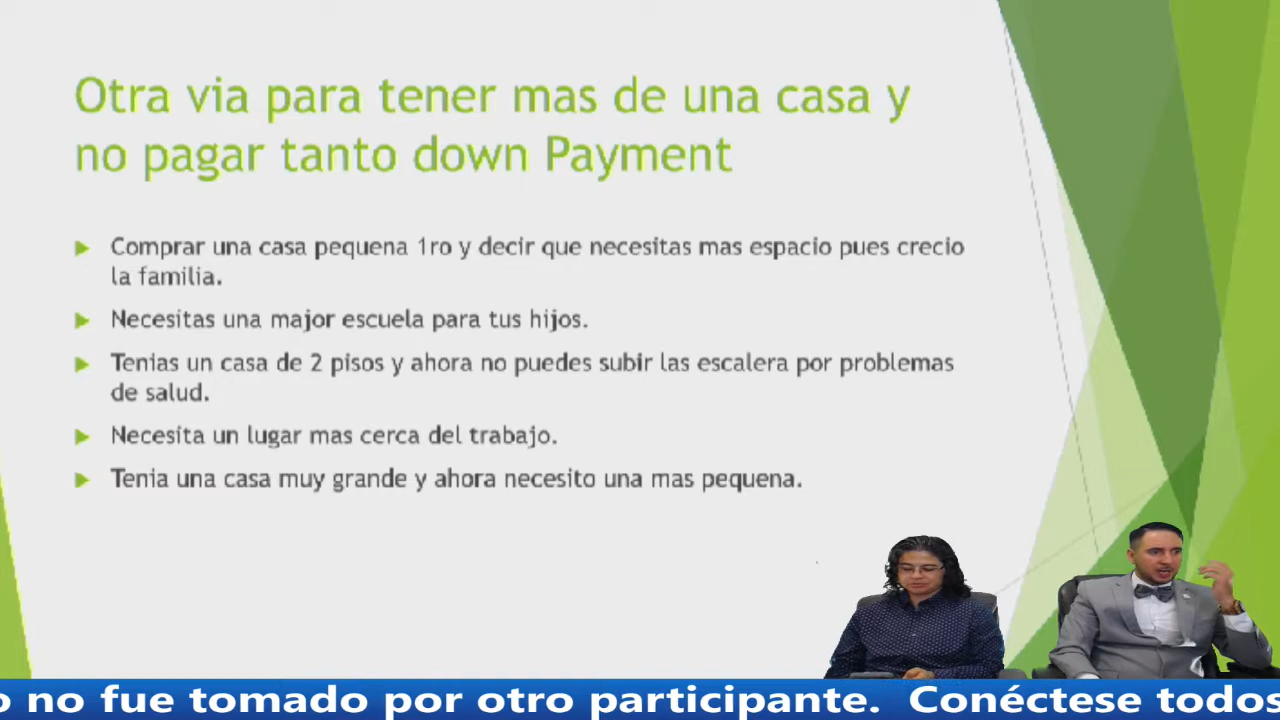 Otra via para tener mas de una casa y
no pagar tanto down Payment
Comprar una casa pequena 1ro y decir que necesitas mas espacio pues crecio
la familia.
Necesitas una major escuela para tus hijos.
Tenias un casa de 2 pisos y ahora no puedes subir las escalera por problemas
de salud.
Necesita un lugar mas cerca del trabajo.
Tenia una casa muy grande y ahora necesito una mas pequena.
o no fue tomado por otro participante. Conéctese todos